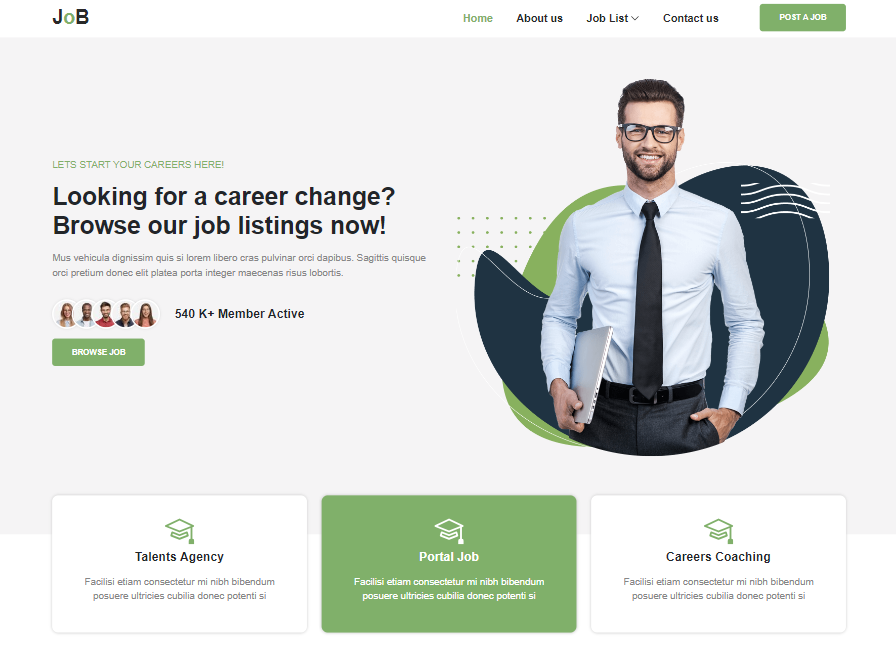 JoB
Home
About us
Job List
Contact us
POST A JOB
LETS START YOUR CAREERS HERE!
Looking for a career change?
Browse our job listings now!
Mus vehicula dignissim quis si lorem libero cras pulvinar orci dapibus. Sagittis quisque
orci pretium donec elit platea porta integer maecenas risus lobortis.
540 K+ Member Active
BROWSE JOB
Talents Agency
Facilisi etiam consectetur mi nibh bibendum
posuere ultricies cubilia donec potenti si
Portal Job
Facilisi etiam consectetur mi nibh bibendum
posuere ultricies cubilia donec potenti si
Careers Coaching
Facilisi etiam consectetur mi nibh bibendum
posuere ultricies cubilia donec potenti si